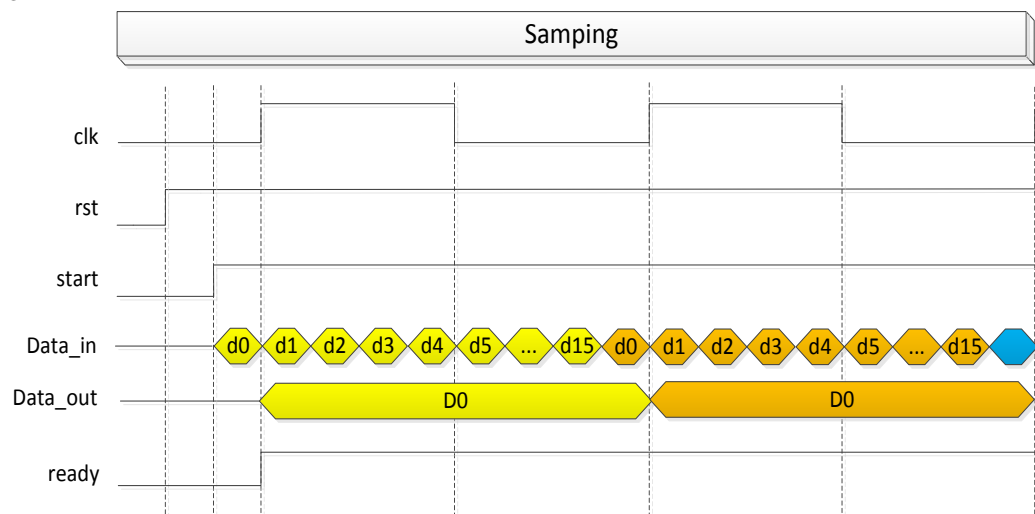 Samping
clk
rst
start
Data_in d0 d1 d2 d3 d4 d5 ... d15 d0 d1 d2 d3 d4 d5 ... d15
Data_out D0 D0
ready